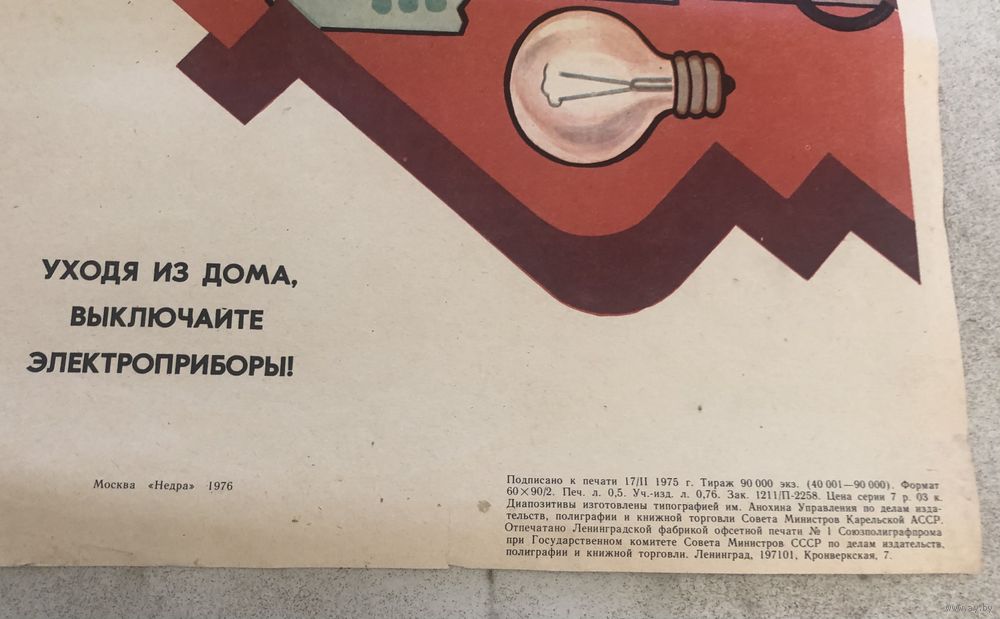 УХОДЯ ИЗ ДОМА,
ВЫКЛЮЧАЙТЕ
ЭЛЕКТРОПРИБОРЫ!
Москва «Недра» 1976
Подписано к печати 17/II 1975 г. Тираж 90 000 экз. (40 001—90 000). Формат
60×90/2. Печ. л. 0,5. Уч.-изд. л. 0,76. Зак. 1211/П-2258. Цена серии 7 р. 03 к.
Диапозитивы изготовлены типографией им. Анохина Управления по делам изда-
тельств, полиграфии и книжной торговли Совета Министров Карельской АССР.
Отпечатано Ленинградской фабрикой офсетной печати № 1 Союзполиграфпрома
при Государственном комитете Совета Министров СССР по делам издательств,
полиграфии и книжной торговли. Ленинград, 197101, Кронверкская, 7.
www.ay.by